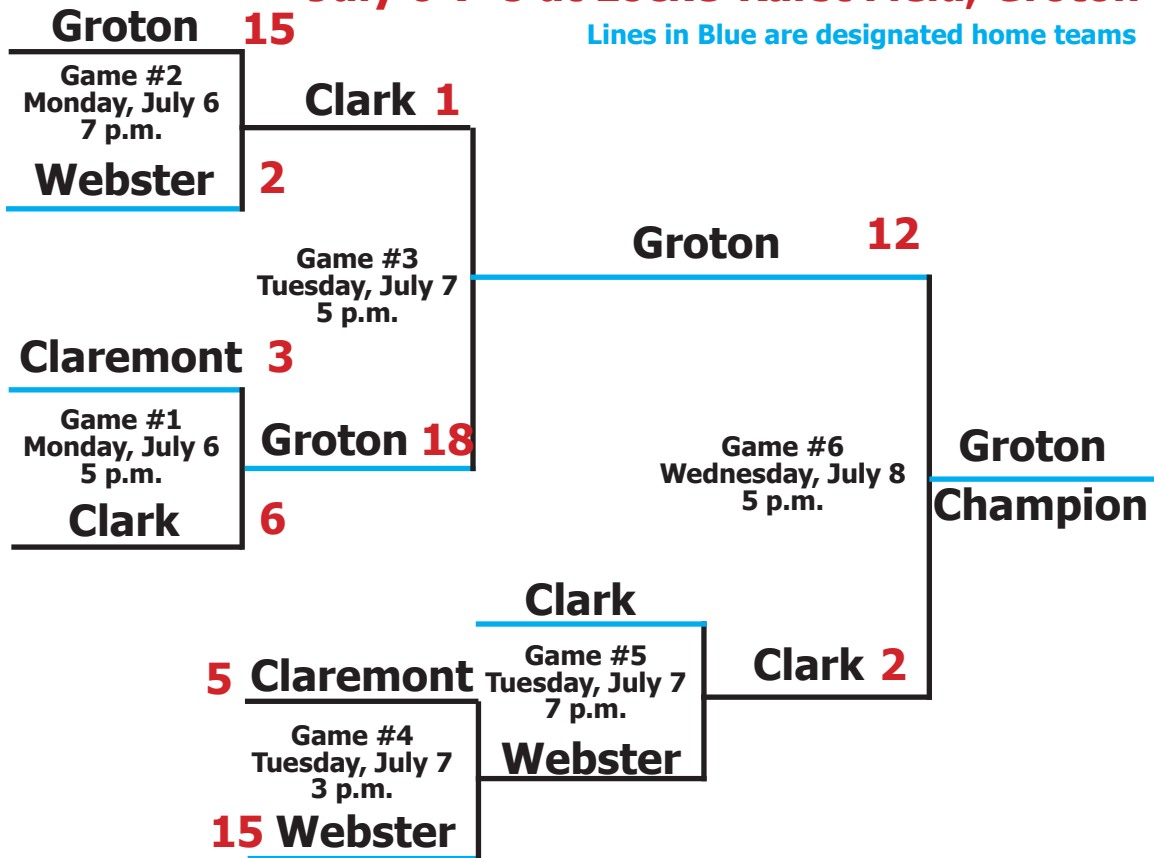 Lines in Blue are designated home teams
Groton 15
Game #2
Monday, July 6
7 p.m.
Webster 2
Clark 1
Game #3
Tuesday, July 7
5 p.m.
Claremont 3
Game #1
Monday, July 6
5 p.m.
Clark 6
Groton 18
Groton 12
Game #6
Wednesday, July 8
5 p.m.
Groton
Champion
Clark
Game #5
Tuesday, July 7
7 p.m.
Webster
Clark 2
5 Claremont
Game #4
Tuesday, July 7
3 p.m.
15 Webster